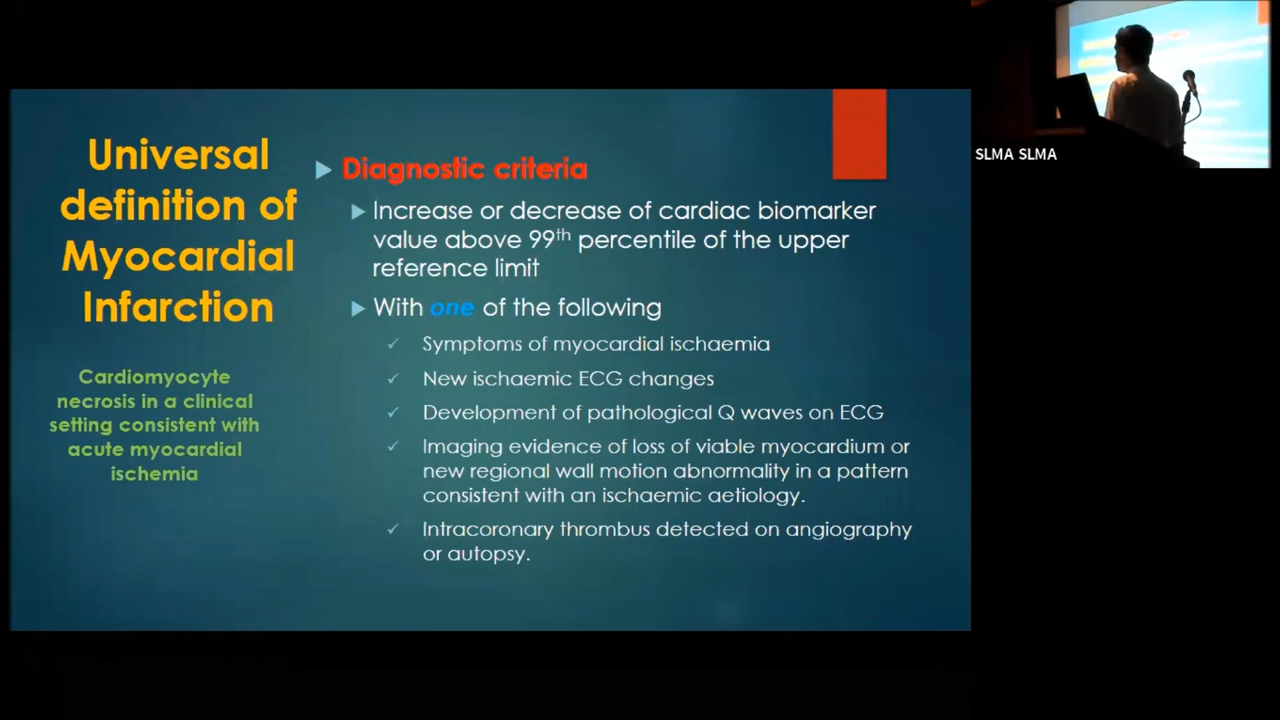 Universal
definition of
Myocardial
Infarction
Cardiomyocyte
necrosis in a clinical
setting consistent with
acute myocardial
ischemia
Diagnostic criteria
Increase or decrease of cardiac biomarker
value above 99th percentile of the upper
reference limit
With one of the following
Symptoms of myocardial ischaemia
New ischaemic ECG changes
Development of pathological Q waves on ECG
Imaging evidence of loss of viable myocardium or
new regional wall motion abnormality in a pattern
consistent with an ischaemic aetiology.
Intracoronary thrombus detected on angiography
or autopsy.
SLMA SLMA